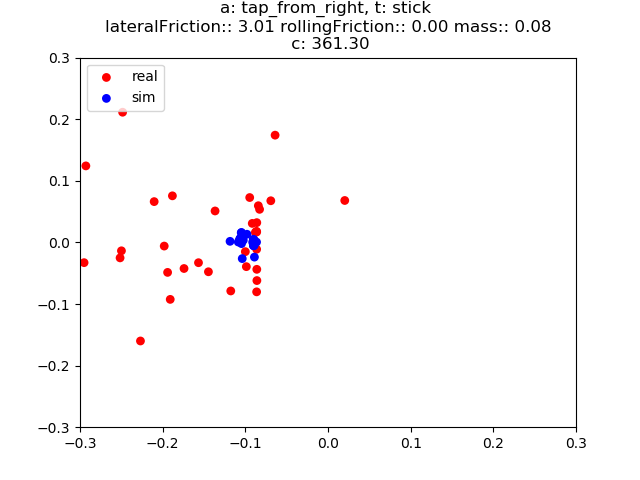 a: tap_from_right, t: stick
lateralFriction:: 3.01 rollingFriction:: 0.00 mass:: 0.08
c: 361.30
real
sim
0.3
0.2
0.1
0.0
−0.1
−0.2
−0.3
−0.3 −0.2 −0.1 0.0 0.1 0.2 0.3